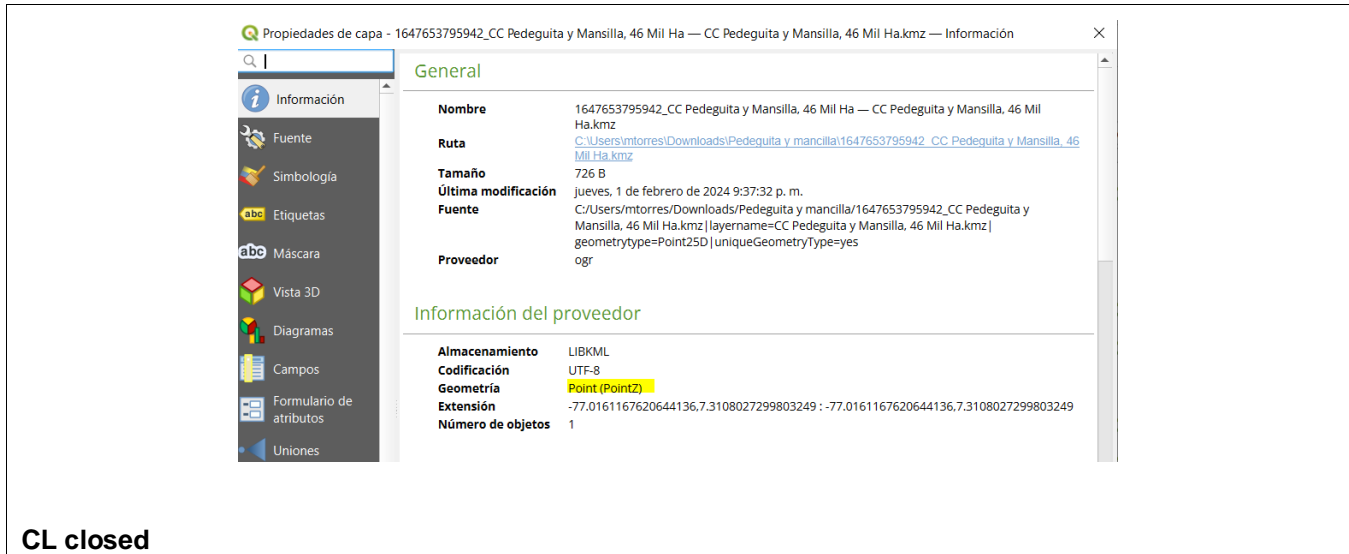 Propiedades de capa - 1647653795942_CC Pedeguita y Mansilla, 46 Mil Ha — CC Pedeguita y Mansilla, 46 Mil Ha.kmz — Información
Información
Fuente
Simbología
abc Etiquetas
abc Máscara
Vista 3D
Diagramas
Campos
Formulario de
atributos
Uniones
General
Nombre 1647653795942_CC Pedeguita y Mansilla, 46 Mil Ha — CC Pedeguita y Mansilla, 46 Mil
Ha.kmz
Ruta C:\Users\mtorres\Downloads\Pedeguita y mancilla\1647653795942_CC Pedeguita y Mansilla, 46
Mil Ha.kmz
Tamaño 726 B
Última modificación jueves, 1 de febrero de 2024 9:37:32 p. m.
Fuente C:/Users/mtorres/Downloads/Pedeguita y mancilla/1647653795942_CC Pedeguita y
Mansilla, 46 Mil Ha.kmz|layername=CC Pedeguita y Mansilla, 46 Mil Ha.kmz|
geometrytype=Point25D|uniqueGeometryType=yes
Proveedor ogr
Información del proveedor
Almacenamiento LIBKML
Codificación UTF-8
Geometría Point (PointZ)
Extensión -77.0161167620644136,7.3108027299803249 : -77.0161167620644136,7.3108027299803249
Número de objetos 1
CL closed